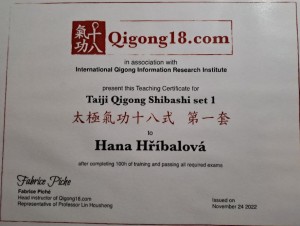 氣功 十八
Qigong18.com
in association with
International Qigong Information Research Institute
present this Teaching Certificate for
Taiji Qigong Shibashi set 1
太極氣功十八式 第一套
to
Hana Hříbalová
after completing 100h of training and passing all required exams.
Fabrice Piche
Fabrice Piché
Head instructor of Qigong18.com
Representative of Professor Lin Housheng
Issued on
November 24 2022